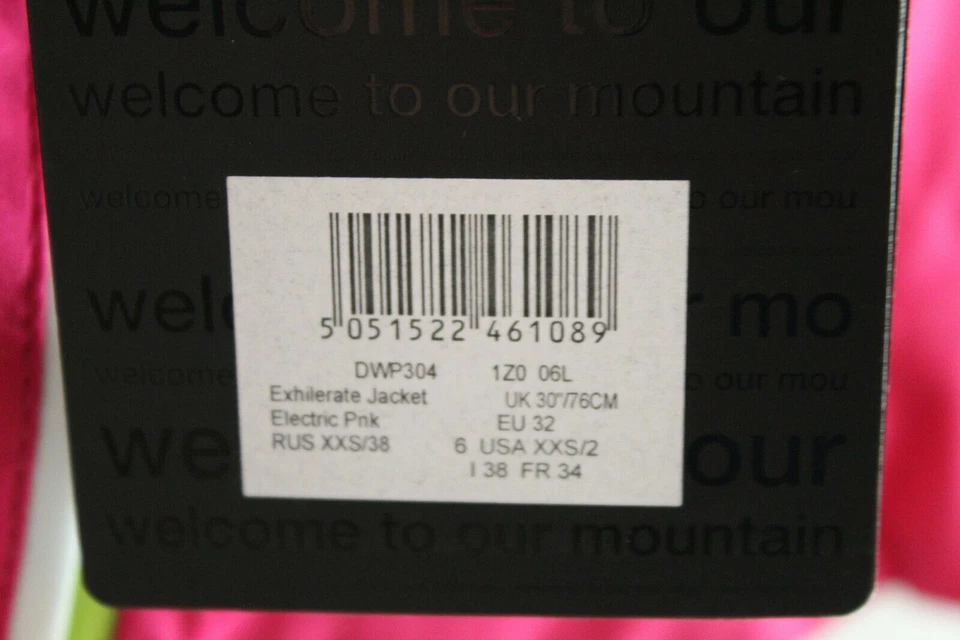 welcome to our
welcome to our mountain
welcome
o our mou
welc
r mo
welcome
o our mou
we
our
welcome to our mountain
5 051522 461089
DWP304 1Z0 06L
Exhilerate Jacket UK 30"/76CM
Electric Pnk EU 32
RUS XXS/38 6 USA XXS/2
I 38 FR 34